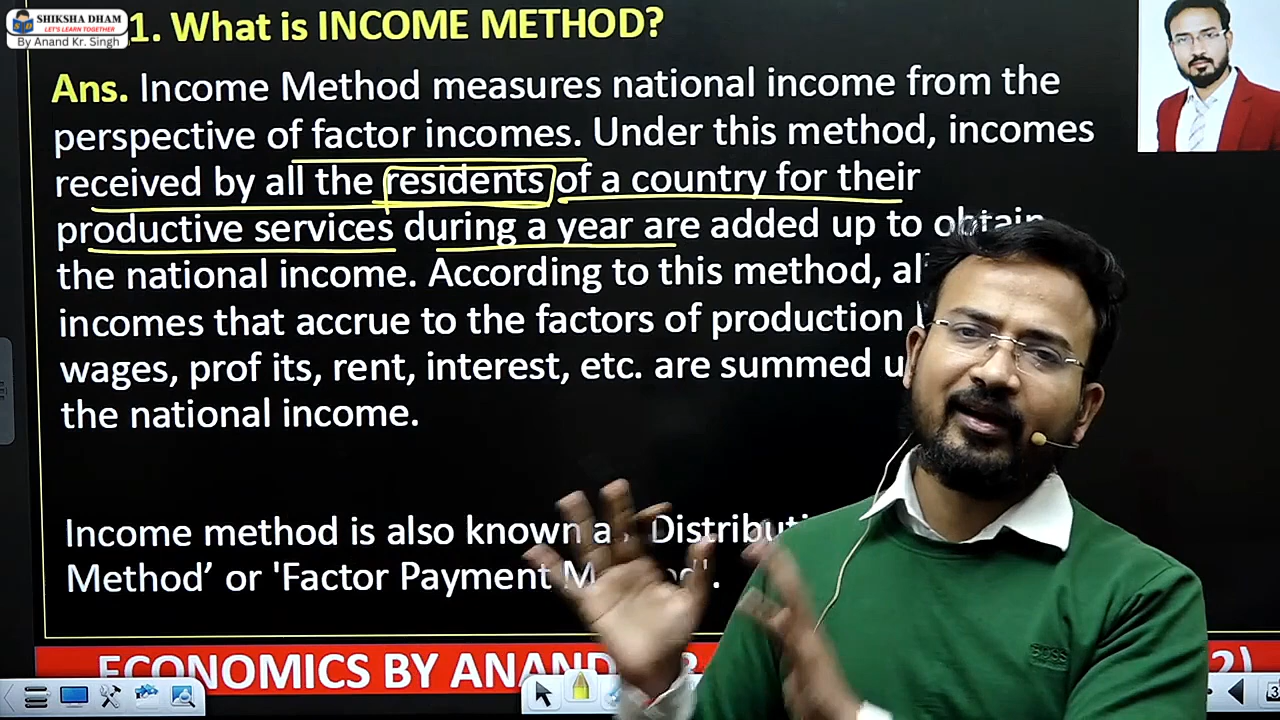 SHIKSHA DHAM
LET'S LEARN TOGETHER
By Anand Kr. Singh
1. What is INCOME METHOD?
Ans. Income Method measures national income from the
perspective of factor incomes. Under this method, incomes
received by all the residents of a country for their
productive services during a year are added up to obtain
the national income. According to this method, all
incomes that accrue to the factors of production
wages, prof its, rent, interest, etc. are summed
the national income.
Income method is also known
Method’ or 'Factor Payment
ECONOMICS BY ANAND
2)
BOSS